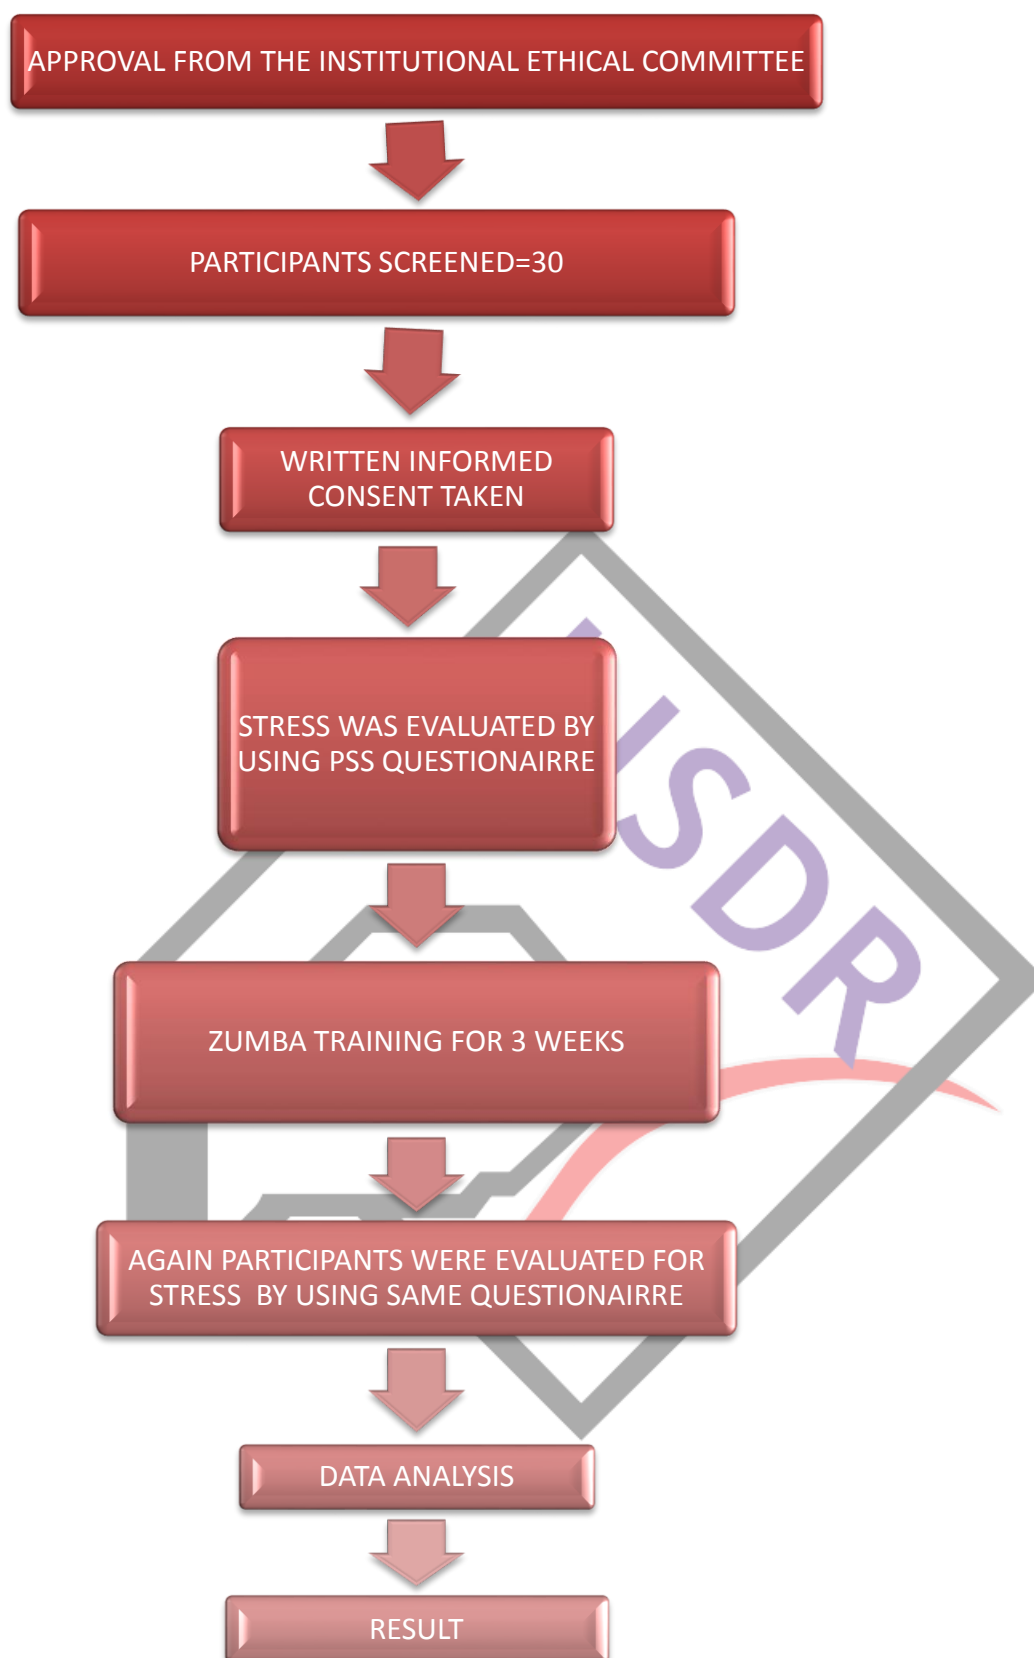 APPROVAL FROM THE INSTITUTIONAL ETHICAL COMMITTEE
PARTICIPANTS SCREENED=30
WRITTEN INFORMED
CONSENT TAKEN
STRESS WAS EVALUATED BY
USING PSS QUESTIONAIRRE
ZUMBA TRAINING FOR 3 WEEKS
AGAIN PARTICIPANTS WERE EVALUATED FOR
STRESS BY USING SAME QUESTIONAIRRE
DATA ANALYSIS
RESULT